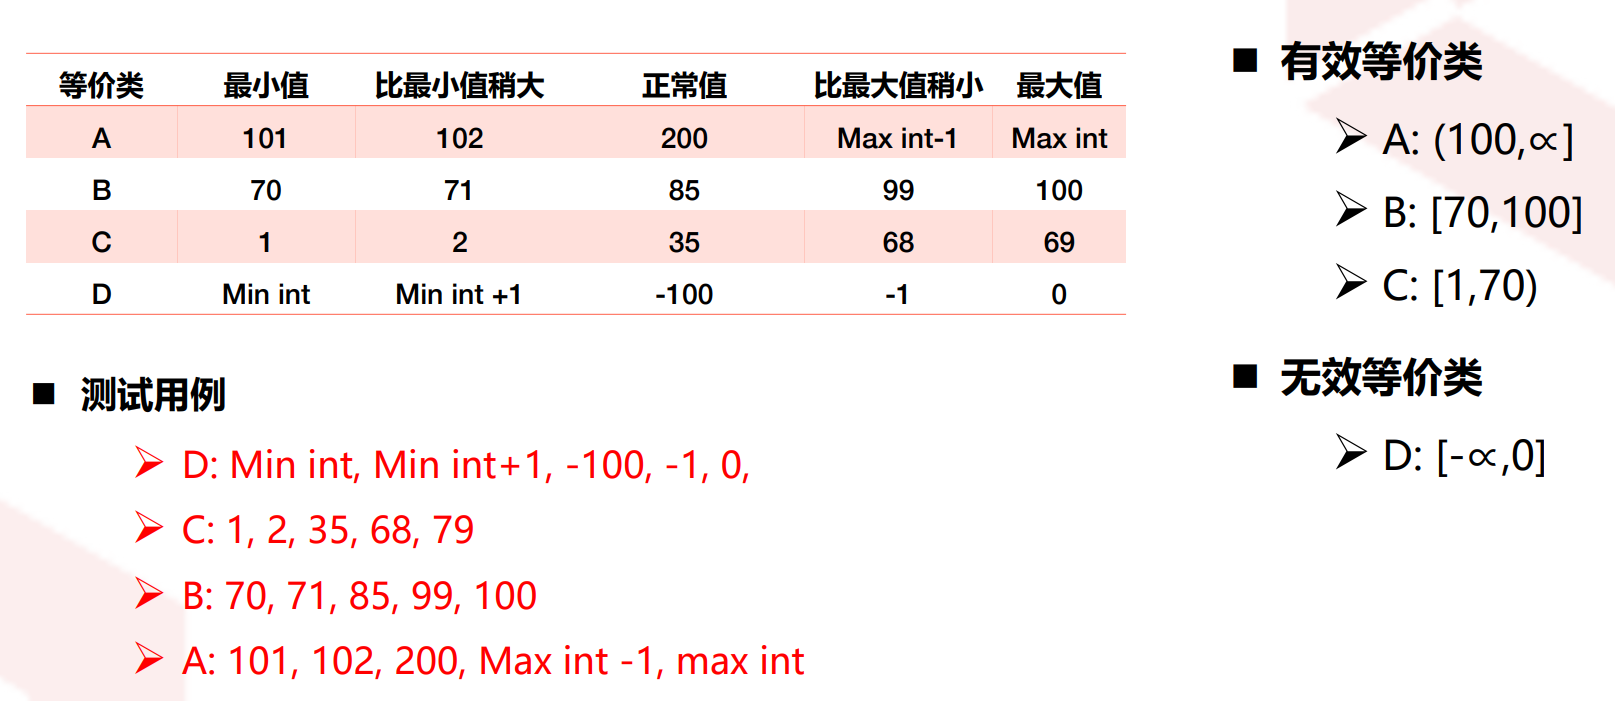 等价类 最小值 比最小值稍大 正常值 比最大值稍小 最大值
A 101 102 200 Max int-1 Max int
B 70 71 85 99 100
C 1 2 35 68 69
D Min int Min int +1 -100 -1 0
■ 测试用例
➢ D: Min int, Min int+1, -100, -1, 0,
➢ C: 1, 2, 35, 68, 79
➢ B: 70, 71, 85, 99, 100
➢ A: 101, 102, 200, Max int -1, max int
■ 有效等价类
➢ A: (100,∝]
➢ B: [70,100]
➢ C: [1,70)
■ 无效等价类
➢ D: [-∝,0]